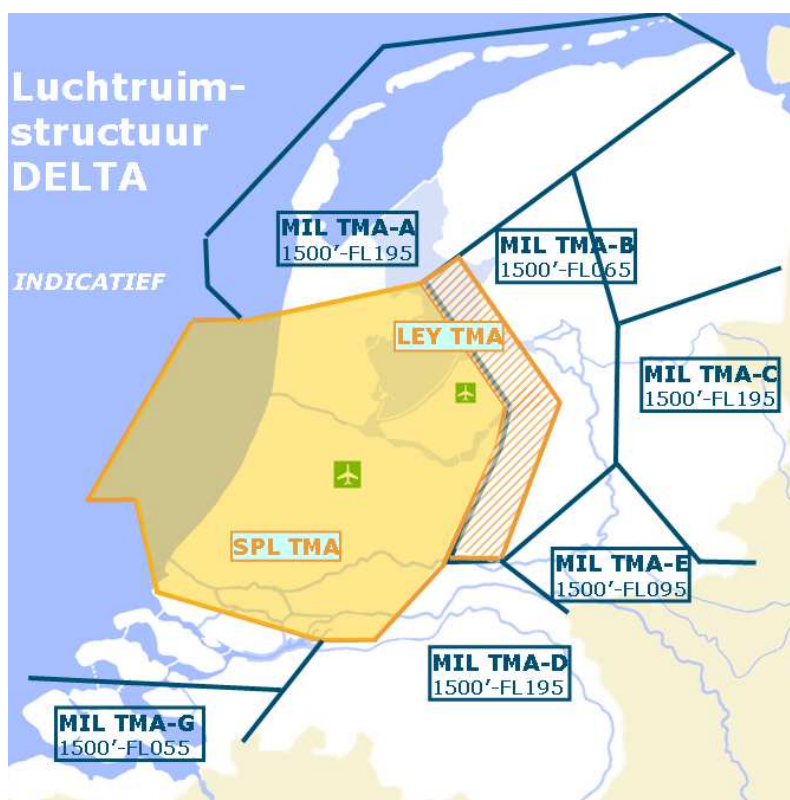 Luchtruim-
structuur
DELTA
INDICATIEF
MIL TMA-A
1500’-FL195
MIL TMA-B
1500’-FL065
LEY TMA
MIL TMA-C
1500’-FL195
SPL TMA
MIL TMA-E
1500’-FL095
MIL TMA-D
1500’-FL195
MIL TMA-G
1500’-FL055